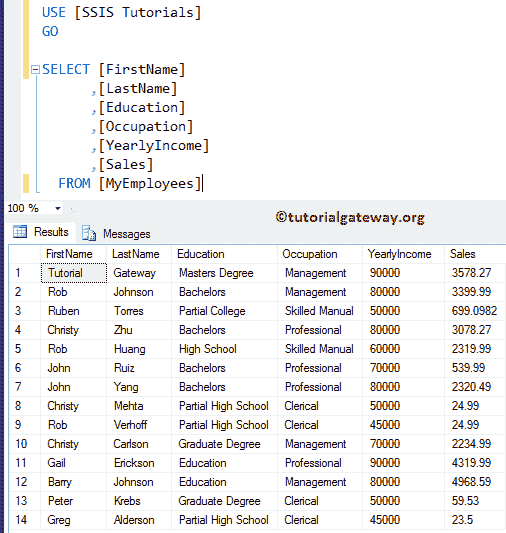 USE [SSIS Tutorials]
GO
SELECT [FirstName]
,[LastName]
,[Education]
,[Occupation]
,[YearlyIncome]
,[Sales]
FROM [MyEmployees]
100 %
©tutorialgateway.org
Results Messages
FirstName LastName Education Occupation YearlyIncome Sales
1 Tutorial Gateway Masters Degree Management 90000 3578.27
2 Rob Johnson Bachelors Management 80000 3399.99
3 Ruben Torres Partial College Skilled Manual 50000 699.0982
4 Christy Zhu Bachelors Professional 80000 3078.27
5 Rob Huang High School Skilled Manual 60000 2319.99
6 John Ruiz Bachelors Professional 70000 539.99
7 John Yang Bachelors Professional 80000 2320.49
8 Christy Mehta Partial High School Clerical 50000 24.99
9 Rob Verhoff Partial High School Clerical 45000 24.99
10 Christy Carlson Graduate Degree Management 70000 2234.99
11 Gail Erickson Education Professional 90000 4319.99
12 Barry Johnson Education Management 80000 4968.59
13 Peter Krebs Graduate Degree Clerical 50000 59.53
14 Greg Alderson Partial High School Clerical 45000 23.5